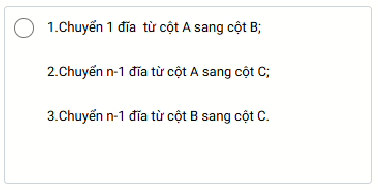 1.Chuyển 1 đĩa từ cột A sang cột B;
2.Chuyển n-1 đĩa từ cột A sang cột C;
3.Chuyển n-1 đĩa từ cột B sang cột C.